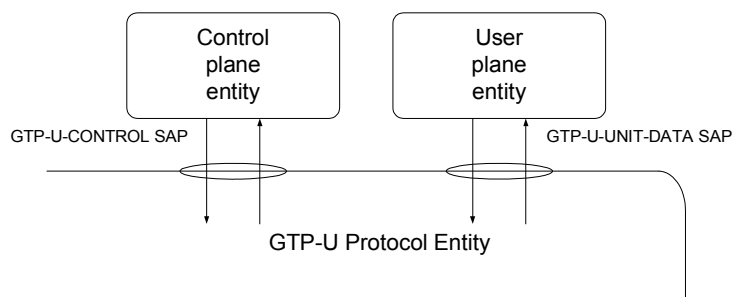 Control
plane
entity
User
plane
entity
GTP-U-CONTROL SAP
GTP-U-UNIT-DATA SAP
GTP-U Protocol Entity